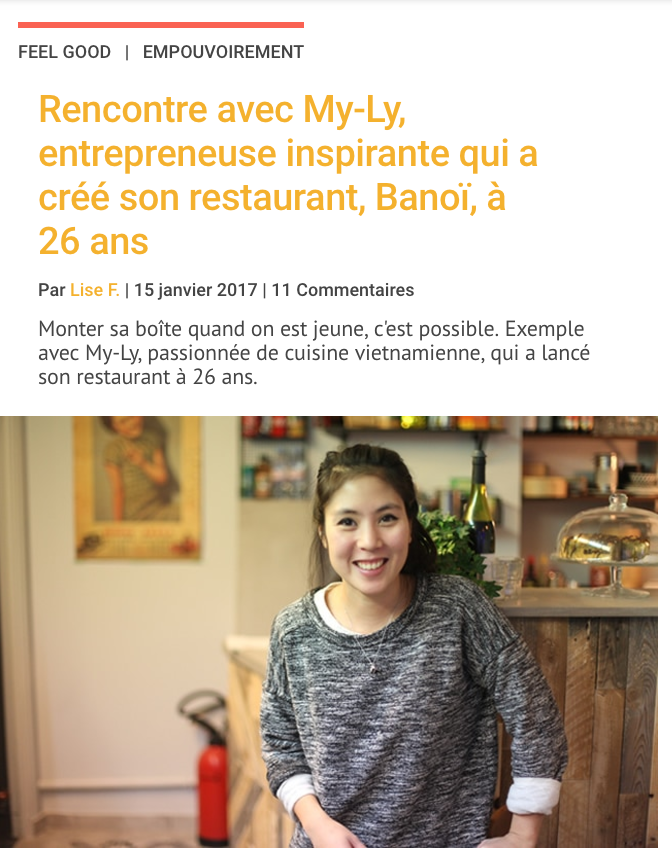 FEEL GOOD | EMPOUVOIREMENT
Rencontre avec My-Ly,
entrepreneuse inspirante qui a
créé son restaurant, Banoï, à
26 ans
Par Lise F. | 15 janvier 2017 | 11 Commentaires
Monter sa boîte quand on est jeune, c'est possible. Exemple
avec My-Ly, passionnée de cuisine vietnamienne, qui a lancé
son restaurant à 26 ans.